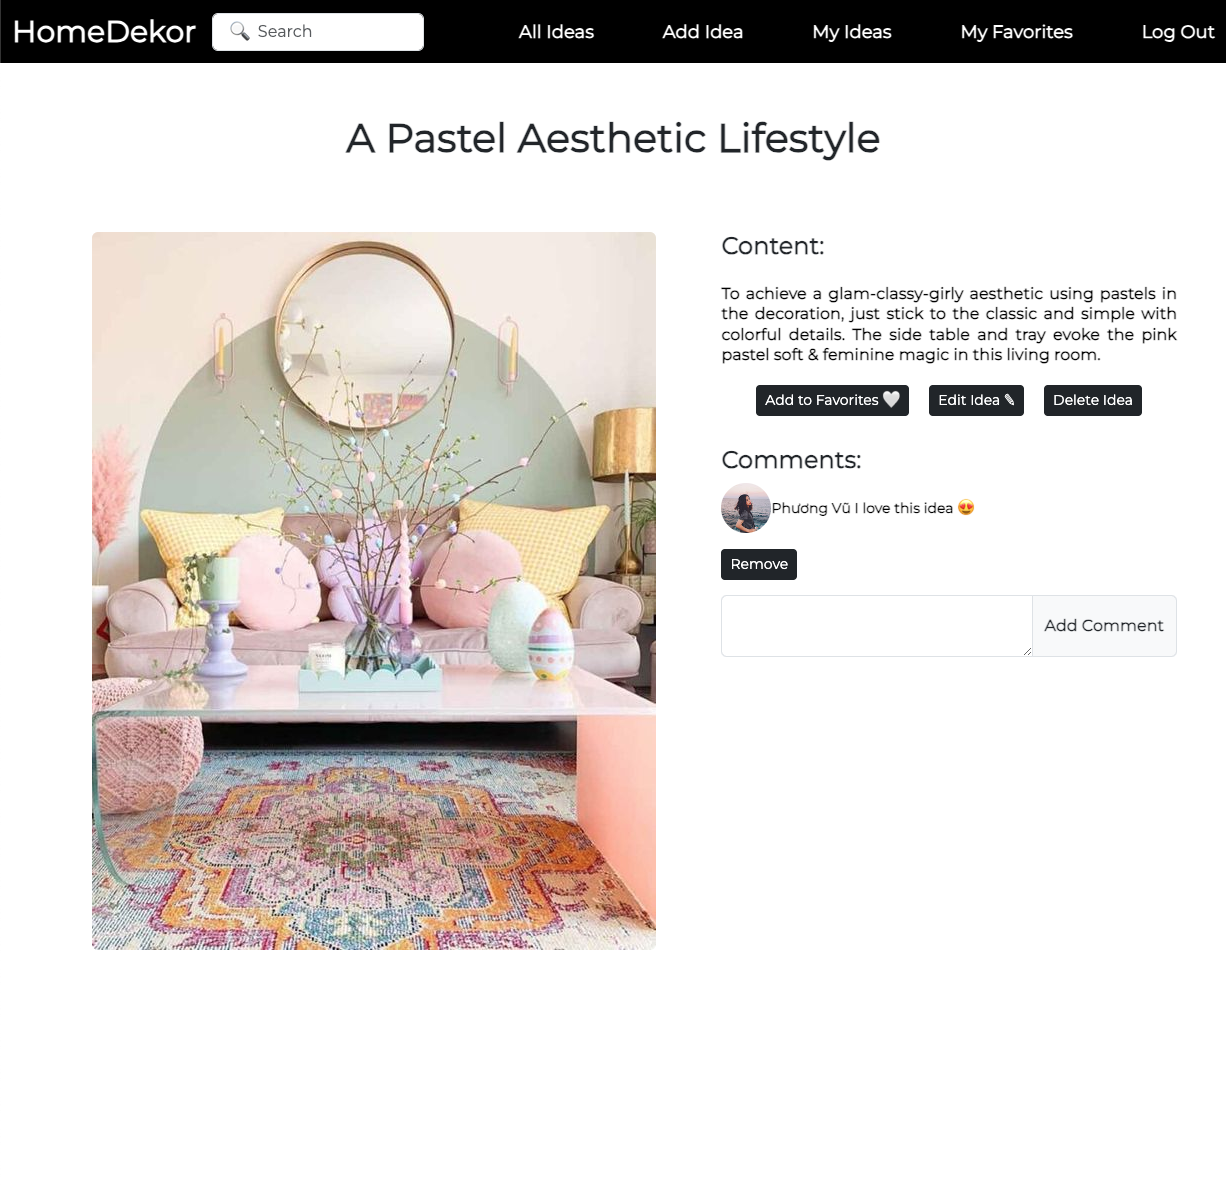 HomeDekor
🔍 Search
All Ideas
Add Idea
My Ideas
My Favorites
Log Out
A Pastel Aesthetic Lifestyle
Content:
To achieve a glam-classy-girly aesthetic using pastels in
the decoration, just stick to the classic and simple with
colorful details. The side table and tray evoke the pink
pastel soft & feminine magic in this living room.
Add to Favorites 🤍
Edit Idea ✎
Delete Idea
Comments:
Phương Vũ I love this idea 😍
Remove
Add Comment